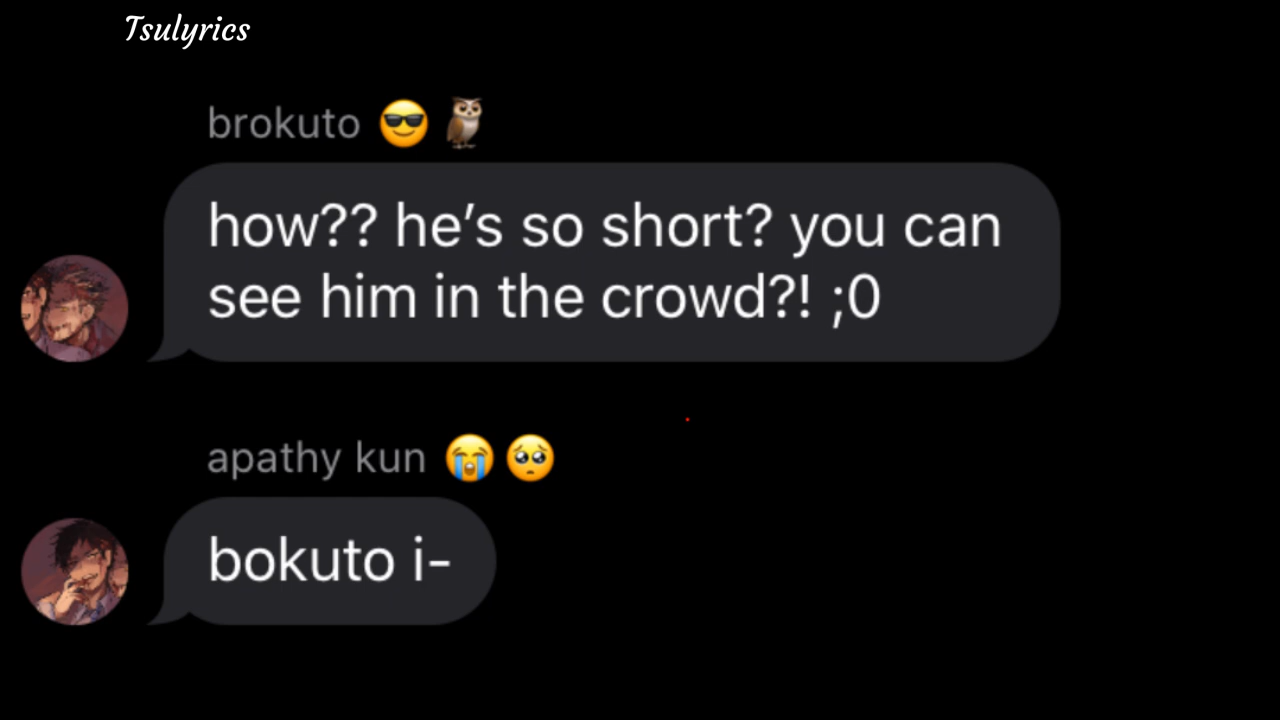 Tsulyrics
brokuto 😎🦉
how?? he’s so short? you can
see him in the crowd?! ;0
apathy kun 😭🥺
bokuto i-